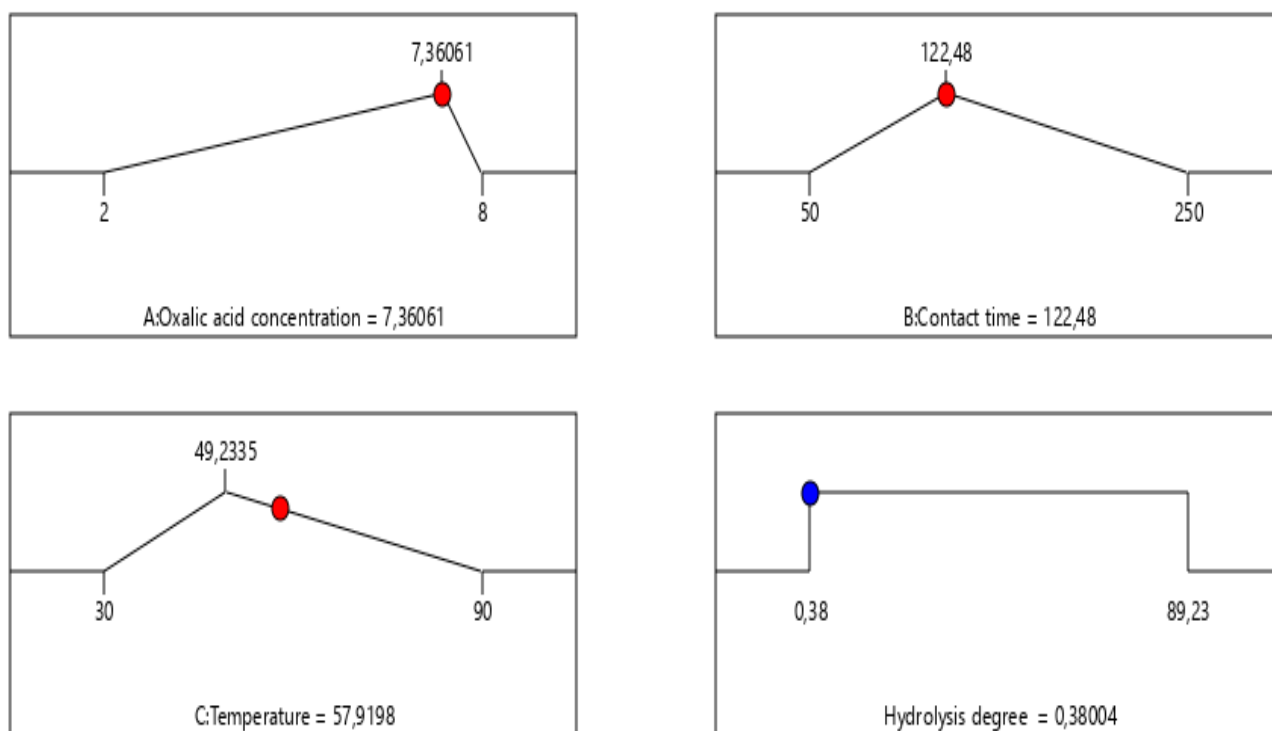 7,36061
2
8
A:Oxalic acid concentration = 7,36061
122,48
50
250
B:Contact time = 122,48
49,2335
30
90
C:Temperature = 57,9198
0,38
89,23
Hydrolysis degree = 0,38004